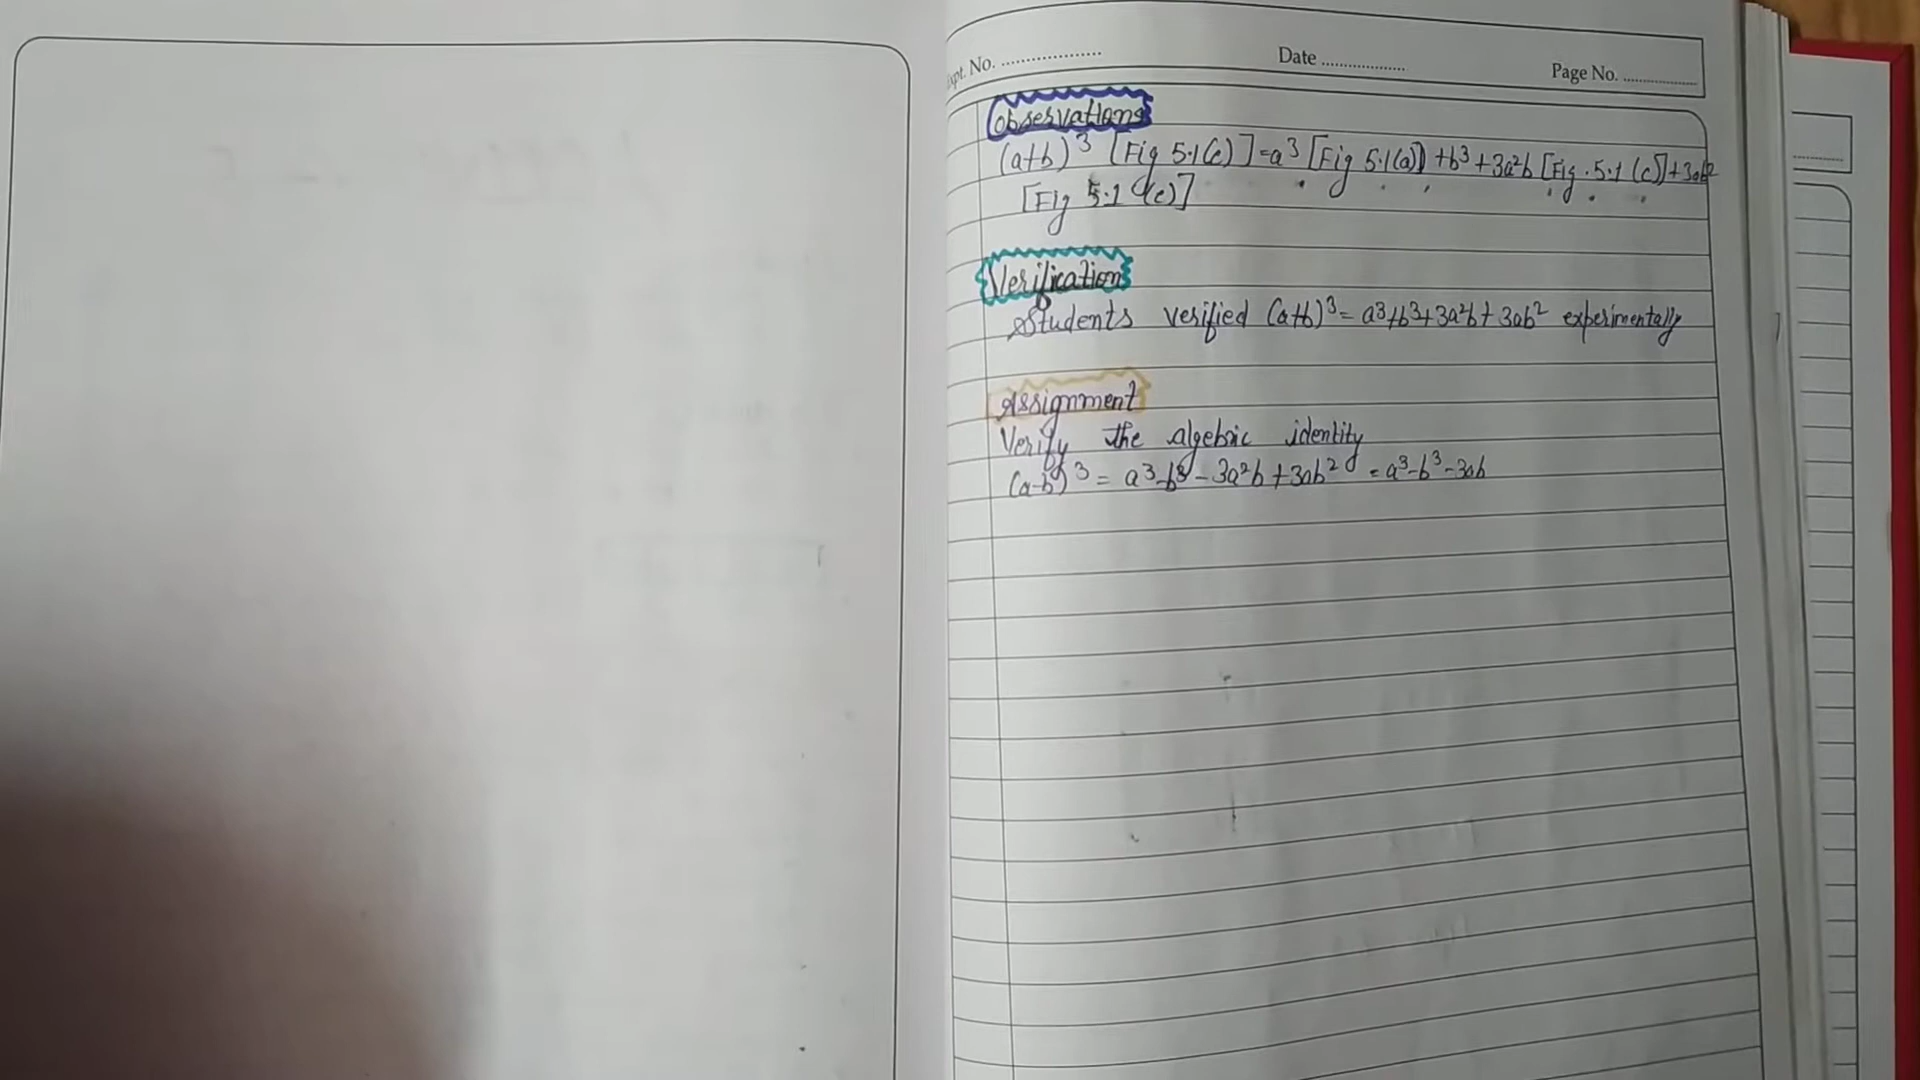 Expt. No. ..................
Date ..................
Page No. ..................
Observations
(a+b)³ [Fig 5.1(c)] = a³ [Fig 5.1(a)] + b³ + 3a²b [Fig. 5.1 (c)] + 3ab²
[Fig 5.1 (c)]
Verification
Students verified (a+b)³ = a³+b³+3a²b+ 3ab² experimentally
Assignment
Verify the algebric identity
(a-b)³ = a³-b³-3a²b+3ab² = a³-b³-3ab